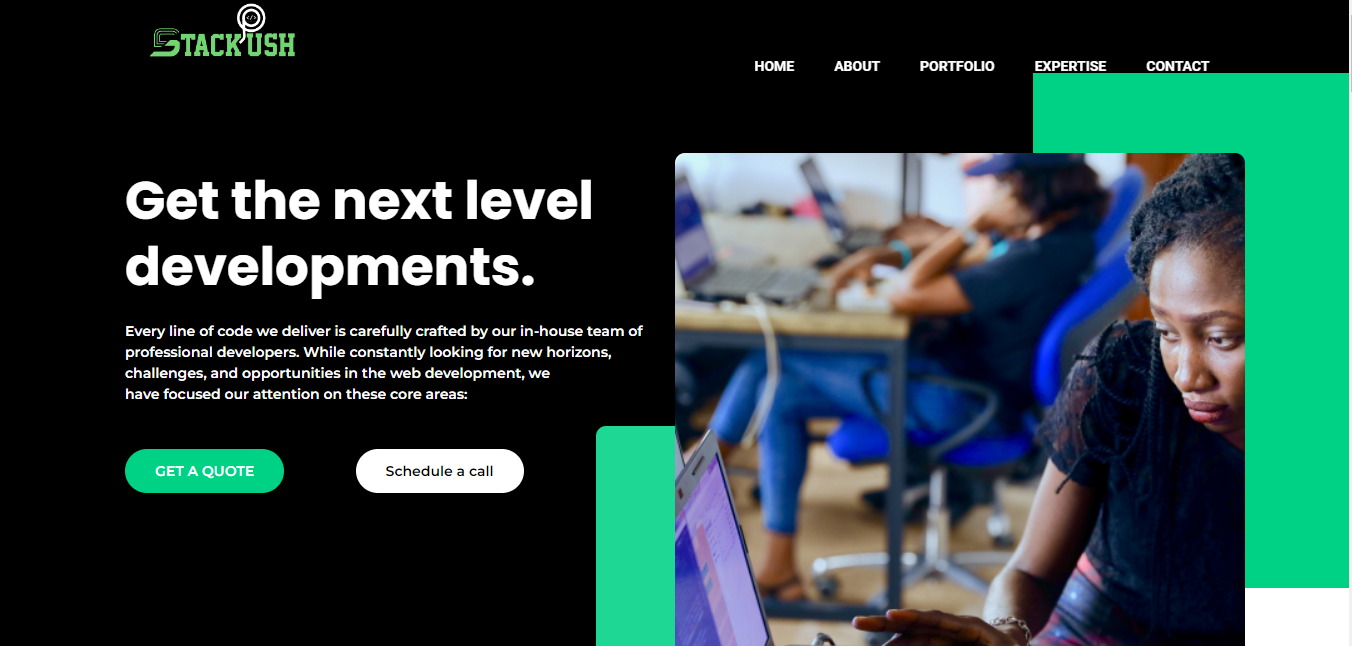 STACKPUSH
HOME ABOUT PORTFOLIO EXPERTISE CONTACT
Get the next level
developments.
Every line of code we deliver is carefully crafted by our in-house team of
professional developers. While constantly looking for new horizons,
challenges, and opportunities in the web development, we
have focused our attention on these core areas:
GET A QUOTE Schedule a call